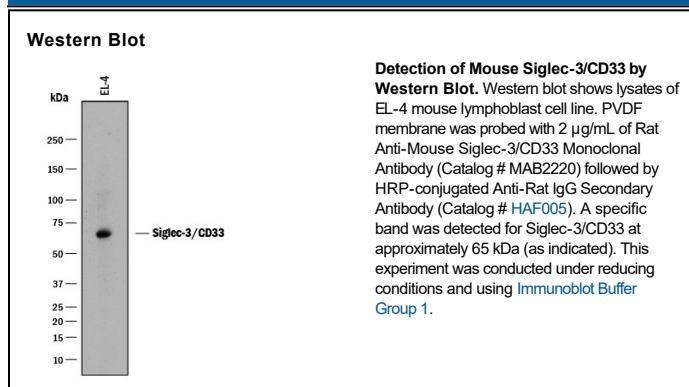 Western Blot
EL-4
kDa
250
150
100
75
Siglec-3/CD33
50
37
25
20
15
10
Detection of Mouse Siglec-3/CD33 by
Western Blot. Western blot shows lysates of
EL-4 mouse lymphoblast cell line. PVDF
membrane was probed with 2 µg/mL of Rat
Anti-Mouse Siglec-3/CD33 Monoclonal
Antibody (Catalog # MAB2220) followed by
HRP-conjugated Anti-Rat IgG Secondary
Antibody (Catalog # HAF005). A specific
band was detected for Siglec-3/CD33 at
approximately 65 kDa (as indicated). This
experiment was conducted under reducing
conditions and using Immunoblot Buffer
Group 1.